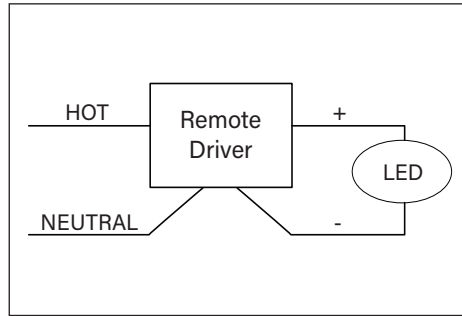 HOT
Remote
Driver
+
LED
NEUTRAL
-